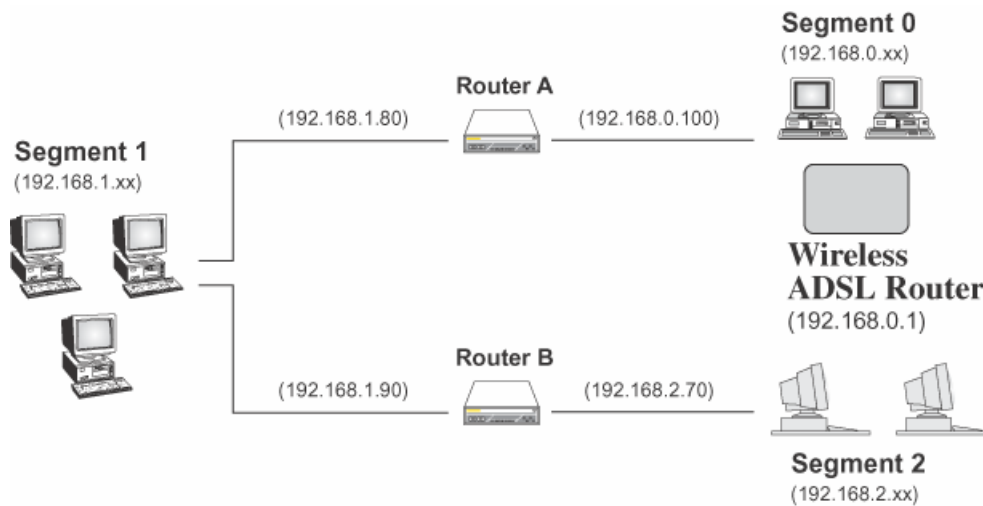 Segment 0
(192.168.0.xx)
Router A
(192.168.1.80)
(192.168.0.100)
Segment 1
(192.168.1.xx)
Wireless
ADSL Router
(192.168.0.1)
Router B
(192.168.1.90)
(192.168.2.70)
Segment 2
(192.168.2.xx)